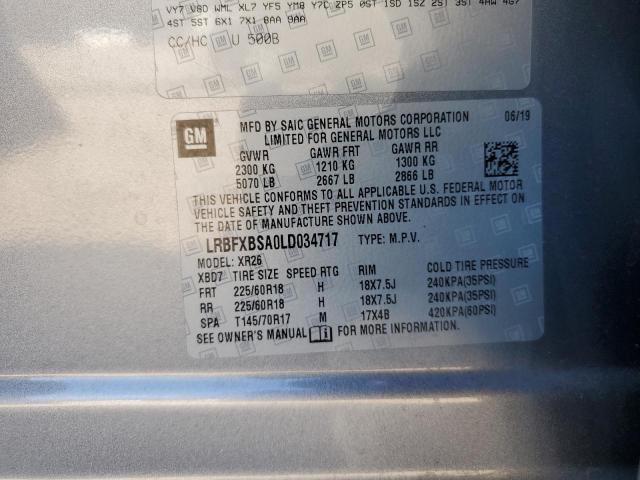 VY7 V8D WML XL7 YF5 YM8 Y7C ZP5 0ST 1SD 1SZ 2ST 3ST 4AW 4G7
4ST 5ST 6X1 7X1 8AA 9AA
CC/HC U 500B
GM
MFD BY SAIC GENERAL MOTORS CORPORATION 06/19
LIMITED FOR GENERAL MOTORS LLC
GVWR GAWR FRT GAWR RR
2300 KG 1210 KG 1300 KG
5070 LB 2667 LB 2866 LB
THIS VEHICLE CONFORMS TO ALL APPLICABLE U.S. FEDERAL MOTOR
VEHICLE SAFETY AND THEFT PREVENTION STANDARDS IN EFFECT ON
THE DATE OF MANUFACTURE SHOWN ABOVE.
LRBFXBSA0LD034717 TYPE: M.P.V.
MODEL: XR26
XBD7 TIRE SIZE SPEED RTG RIM COLD TIRE PRESSURE
FRT 225/60R18 H 18X7.5J 240KPA(35PSI)
RR 225/60R18 H 18X7.5J 240KPA(35PSI)
SPA T145/70R17 M 17X4B 420KPA(60PSI)
SEE OWNER'S MANUAL FOR MORE INFORMATION.